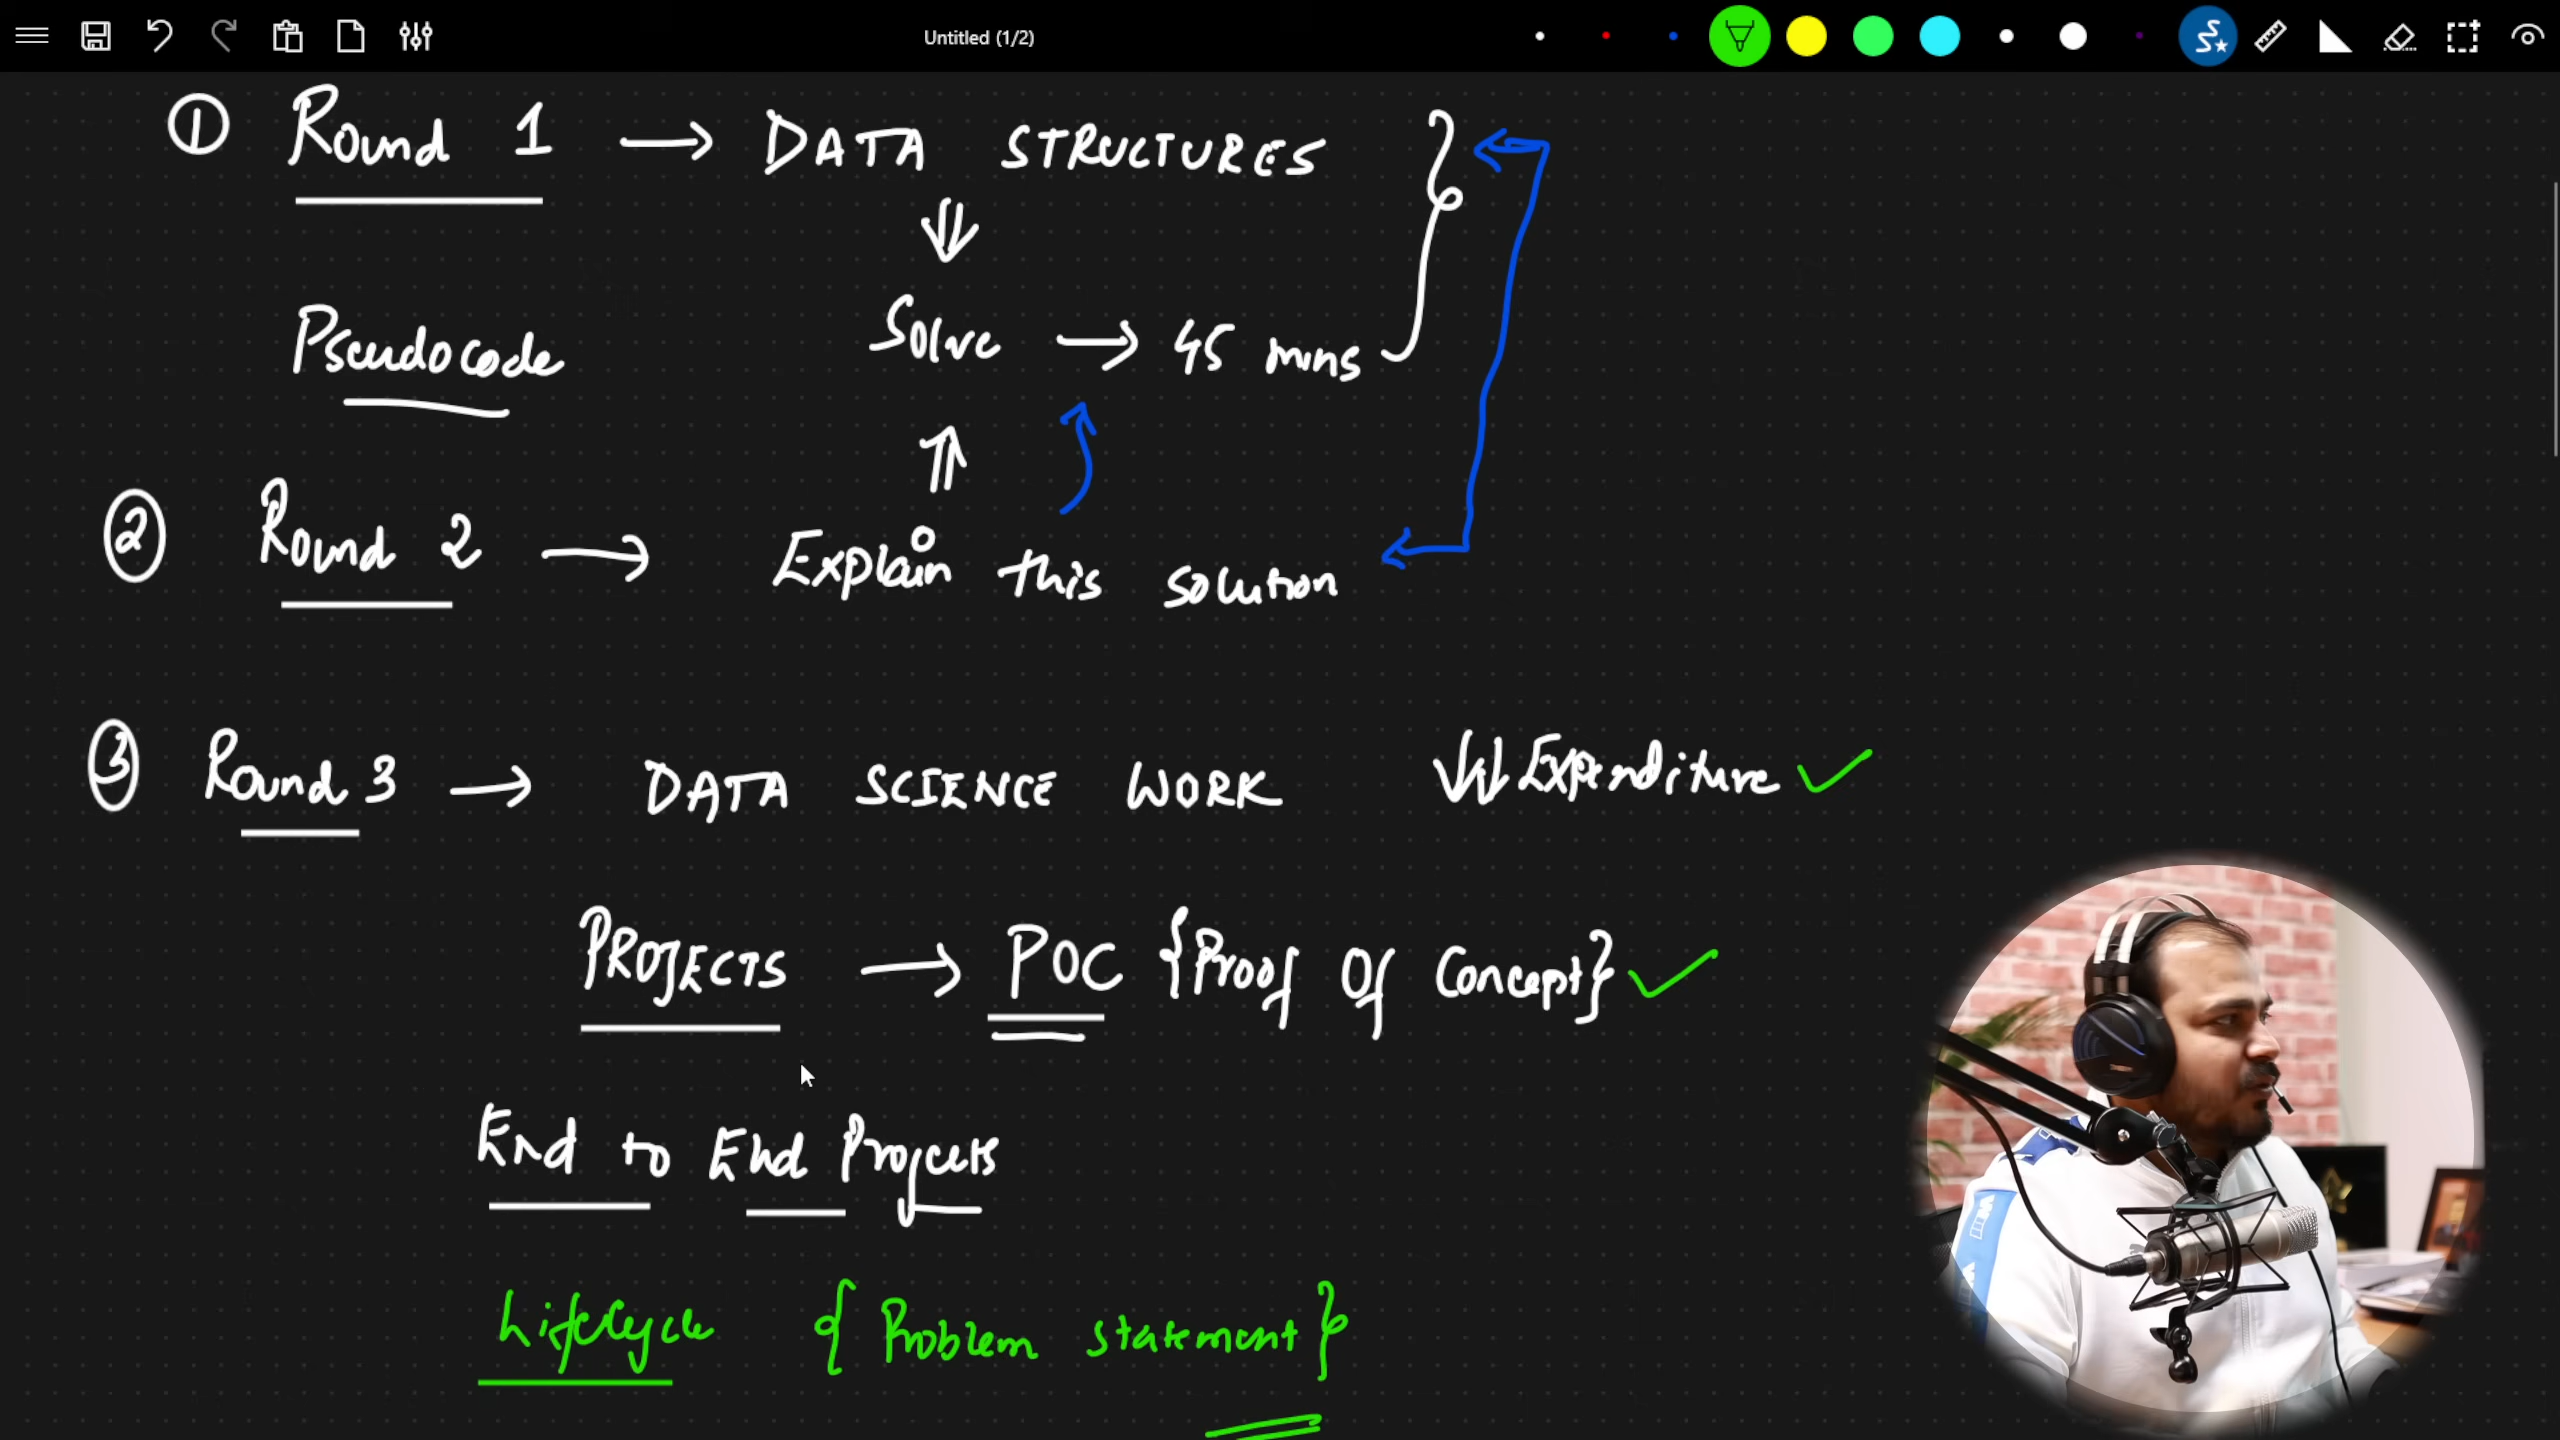 Untitled (1/2)
① Round 1 → DATA STRUCTURES
Pseudocode
Solve → 45 mins
② Round 2 → Explain this solution
③ Round 3 → DATA SCIENCE WORK ↓↓↓ Expenditure ✓
PROJECTS → POC {Proof Of Concept} ✓
End to End Projects
Lifecycle { Problem statement }